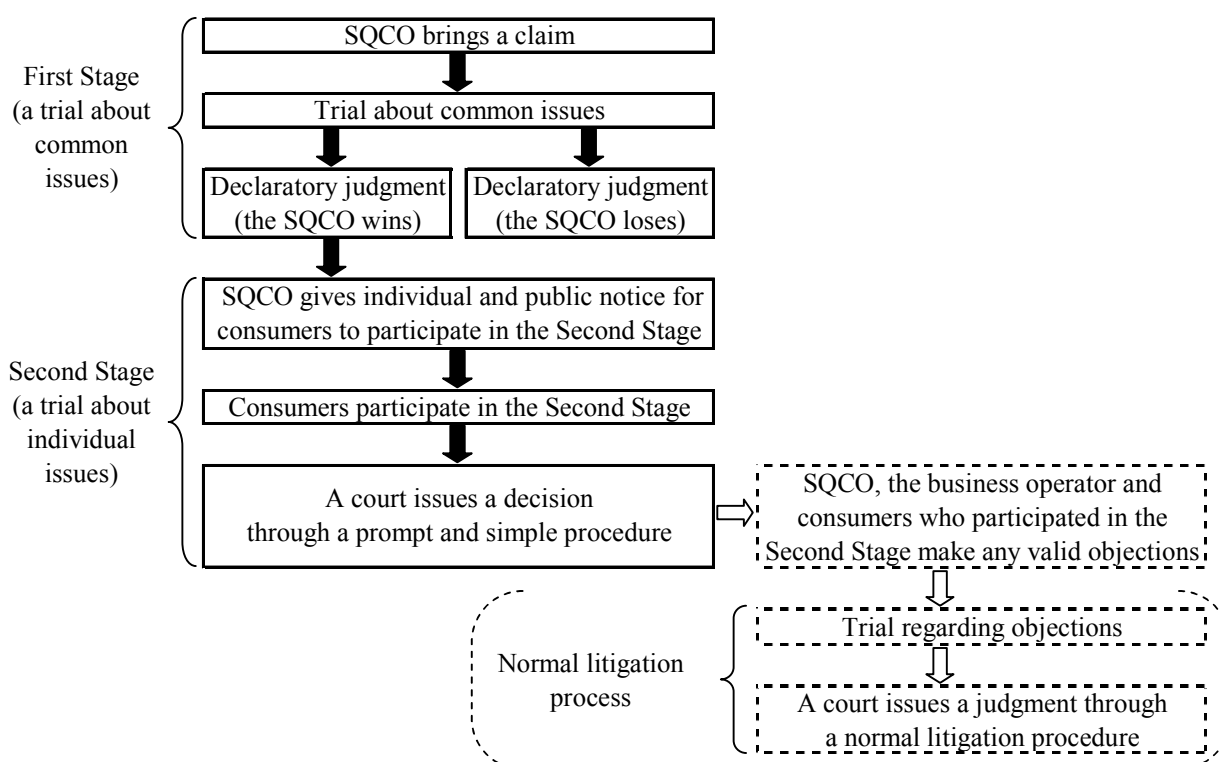 SQCO brings a claim
First Stage
(a trial about
common
issues)
Trial about common issues
Declaratory judgment
(the SQCO wins)
Declaratory judgment
(the SQCO loses)
SQCO gives individual and public notice for
consumers to participate in the Second Stage
Second Stage
(a trial about
individual
issues)
Consumers participate in the Second Stage
A court issues a decision
through a prompt and simple procedure
SQCO, the business operator and
consumers who participated in the
Second Stage make any valid objections
Normal litigation
process
Trial regarding objections
A court issues a judgment through
a normal litigation procedure